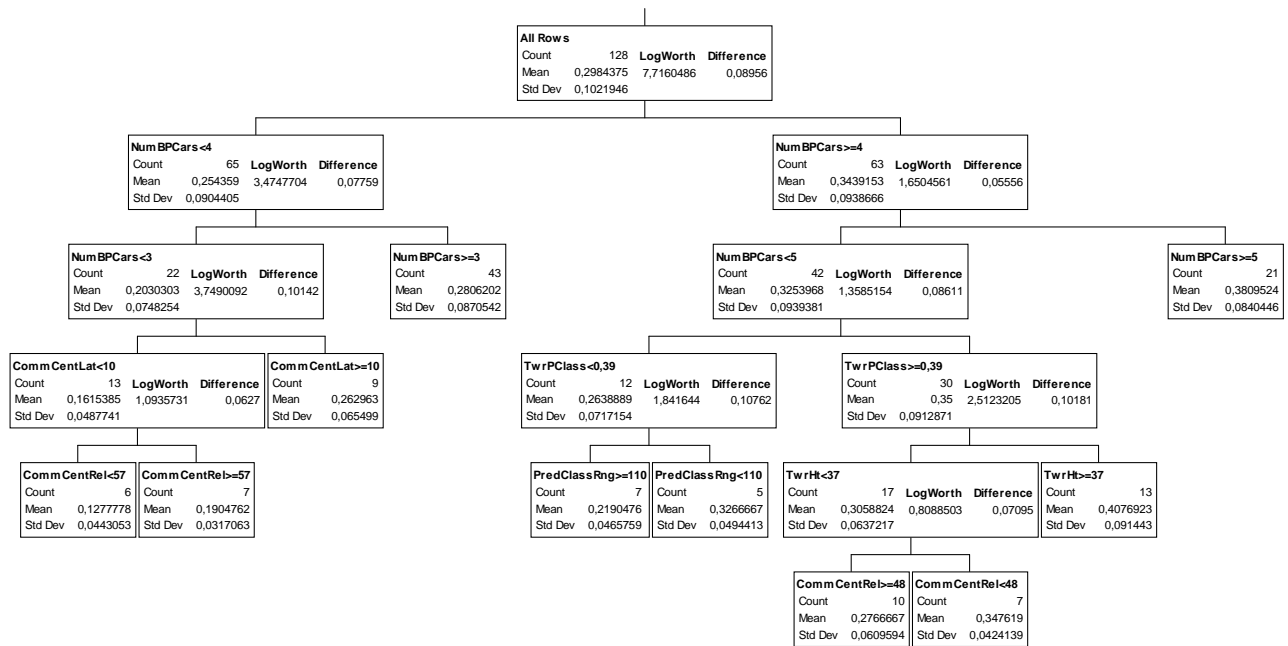 All Rows
Count 128 LogWorth Difference
Mean 0,2984375 7,7160486 0,08956
Std Dev 0,1021946
NumBPCars<4
Count 65 LogWorth Difference
Mean 0,254359 3,4747704 0,07759
Std Dev 0,0904405
NumBPCars>=4
Count 63 LogWorth Difference
Mean 0,3439153 1,6504561 0,05556
Std Dev 0,0938666
NumBPCars<3
Count 22 LogWorth Difference
Mean 0,2030303 3,7490092 0,10142
Std Dev 0,0748254
NumBPCars>=3
Count 43
Mean 0,2806202
Std Dev 0,0870542
NumBPCars<5
Count 42 LogWorth Difference
Mean 0,3253968 1,3585154 0,08611
Std Dev 0,0939381
NumBPCars>=5
Count 21
Mean 0,3809524
Std Dev 0,0840446
CommCentLat<10
Count 13 LogWorth Difference
Mean 0,1615385 1,0935731 0,0627
Std Dev 0,0487741
CommCentLat>=10
Count 9
Mean 0,262963
Std Dev 0,065499
TwrPClass<0,39
Count 12 LogWorth Difference
Mean 0,2638889 1,841644 0,10762
Std Dev 0,0717154
TwrPClass>=0,39
Count 30 LogWorth Difference
Mean 0,35 2,5123205 0,10181
Std Dev 0,0912871
CommCentRel<57
Count 6
Mean 0,1277778
Std Dev 0,0443053
CommCentRel>=57
Count 7
Mean 0,1904762
Std Dev 0,0317063
PredClassRng>=110
Count 7
Mean 0,2190476
Std Dev 0,0465759
PredClassRng<110
Count 5
Mean 0,3266667
Std Dev 0,0494413
TwrHt<37
Count 17 LogWorth Difference
Mean 0,3058824 0,8088503 0,07095
Std Dev 0,0637217
TwrHt>=37
Count 13
Mean 0,4076923
Std Dev 0,091443
CommCentRel>=48
Count 10
Mean 0,2766667
Std Dev 0,0609594
CommCentRel<48
Count 7
Mean 0,347619
Std Dev 0,0424139